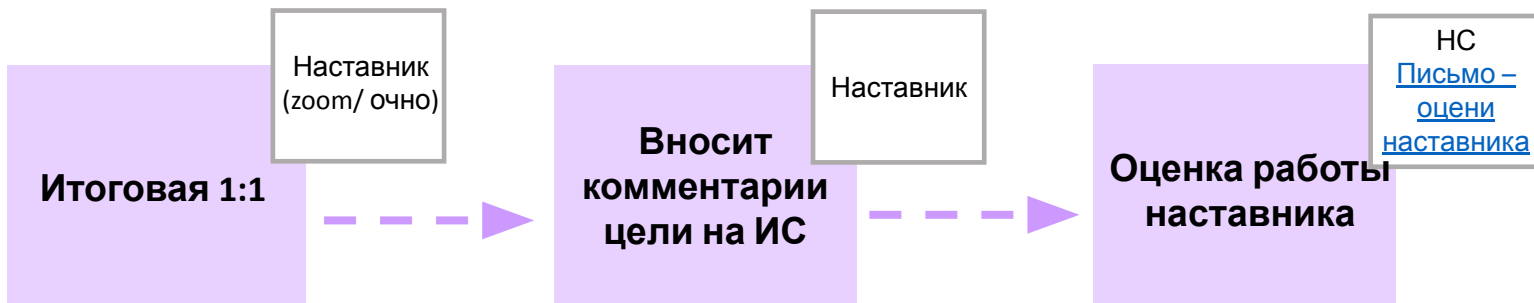 Наставник
(zoom/ очно)
Итоговая 1:1
Наставник
Вносит
комментарии
цели на ИС
НС
Письмо –
оцени
наставника
Оценка работы
наставника